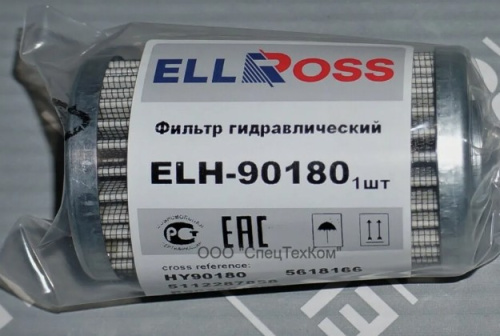 ELLROSS
Фильтр гидравлический
ELH-90180 1шт
EAC
ООО "СпецТехКом"
cross reference:
HY90180 5618166